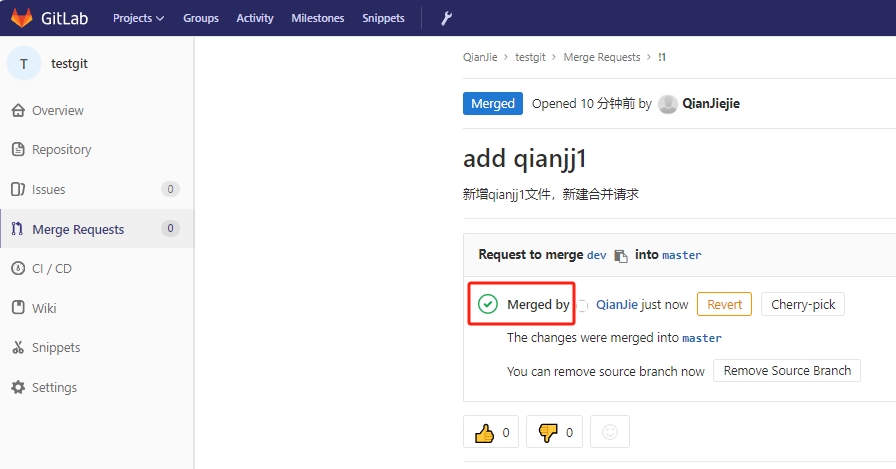 GitLab Projects Groups Activity Milestones Snippets
T testgit
Overview
Repository
Issues 0
Merge Requests 0
CI / CD
Wiki
Snippets
Settings
QianJie > testgit > Merge Requests > !1
Merged Opened 10 分钟前 by QianJiejie
add qianjj1
新增qianjj1文件，新建合并请求
Request to merge dev into master
Merged by QianJie just now Revert Cherry-pick
The changes were merged into master
You can remove source branch now Remove Source Branch
0 0